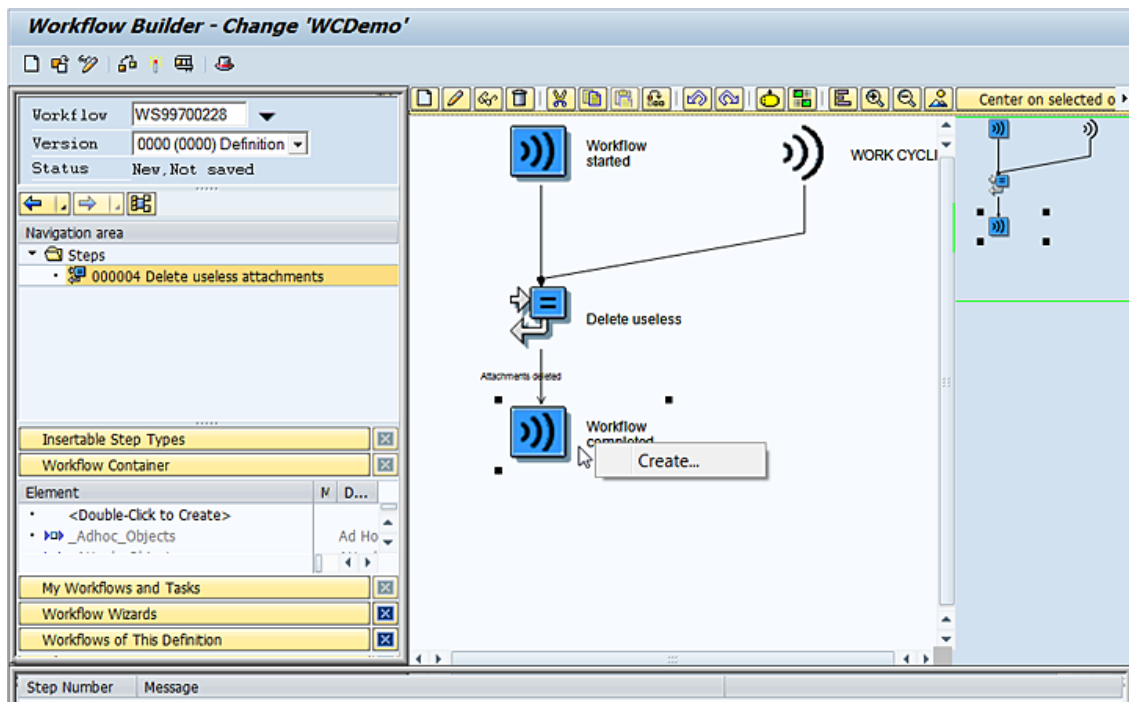 Workflow Builder - Change 'WCDemo'
Workflow WS99700228
Version 0000 (0000) Definition
Status New, Not saved
Navigation area
Steps
000004 Delete useless attachments
Insertable Step Types
Workflow Container
Element M D...
<Double-Click to Create>
_Adhoc_Objects Ad Ho
My Workflows and Tasks
Workflow Wizards
Workflows of This Definition
Center on selected o
Workflow
started
WORK CYCLI
Delete useless
Attachments deleted
Workflow
completed
Create...
Step Number Message